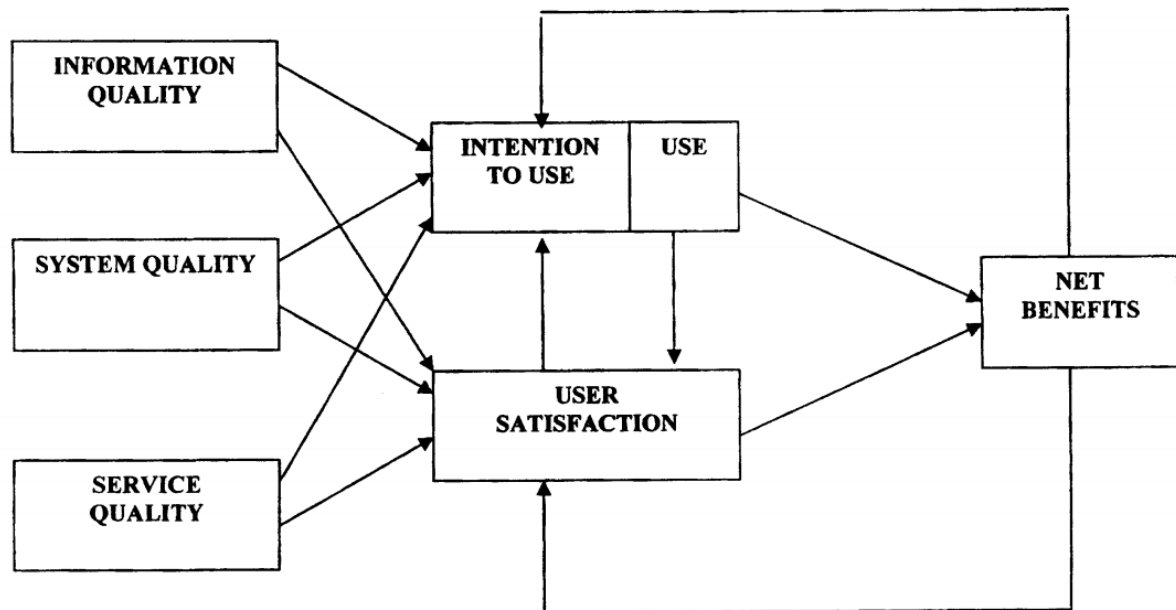 INFORMATION
QUALITY
SYSTEM QUALITY
SERVICE
QUALITY
INTENTION
TO USE
USE
USER
SATISFACTION
NET
BENEFITS